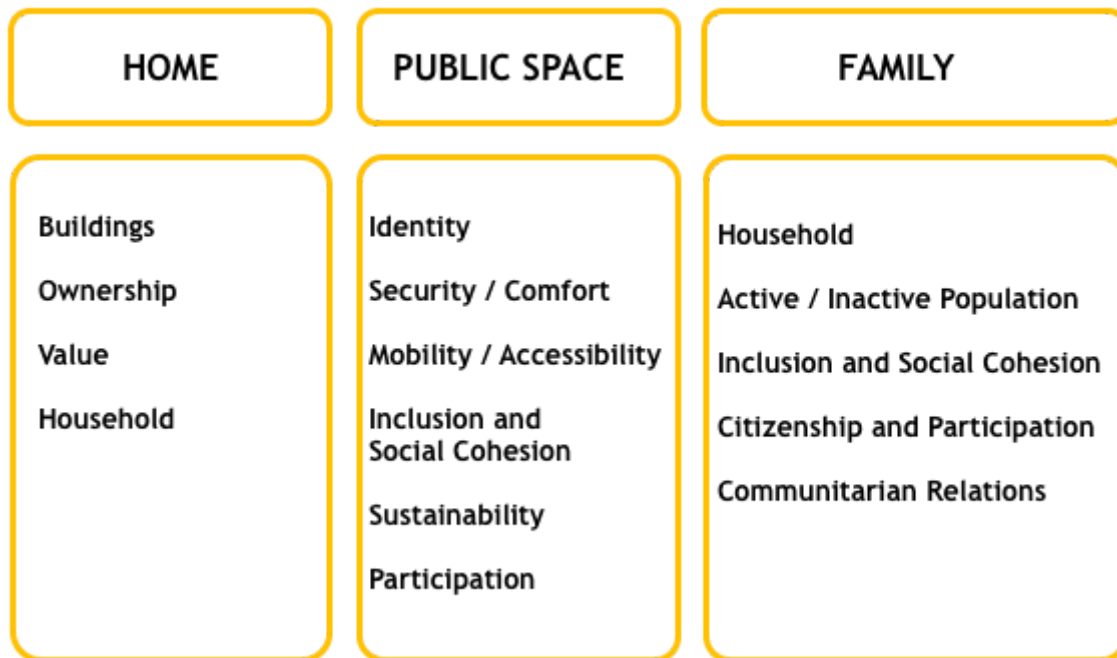 HOME
Buildings
Ownership
Value
Household
PUBLIC SPACE
Identity
Security / Comfort
Mobility / Accessibility
Inclusion and
Social Cohesion
Sustainability
Participation
FAMILY
Household
Active / Inactive Population
Inclusion and Social Cohesion
Citizenship and Participation
Communitarian Relations